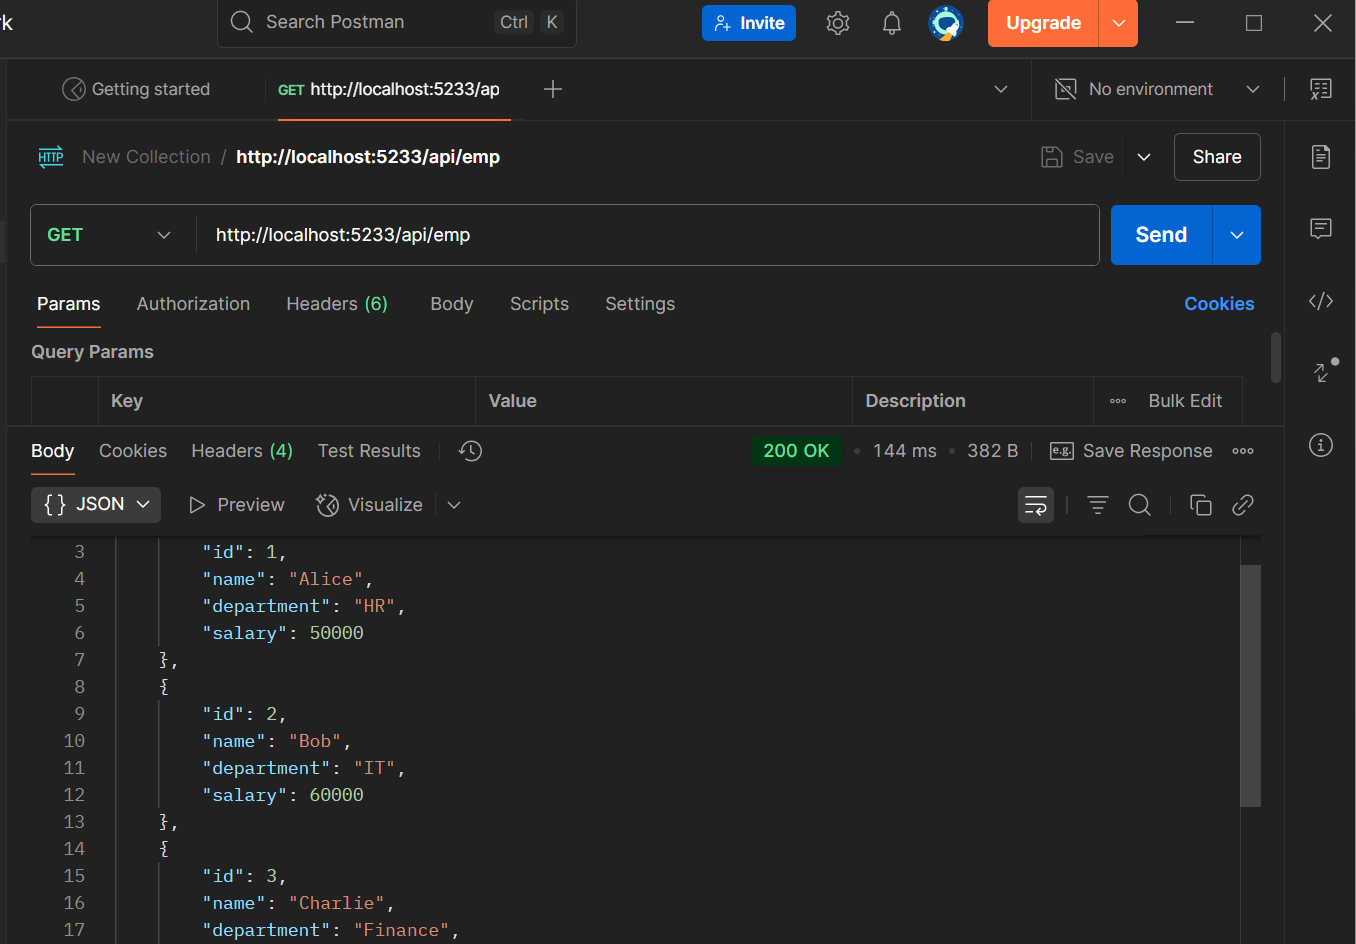 rk
Search Postman Ctrl K Invite Upgrade
Getting started GET http://localhost:5233/ap No environment
HTTP New Collection / http://localhost:5233/api/emp Save Share
GET http://localhost:5233/api/emp Send
Params Authorization Headers (6) Body Scripts Settings Cookies
Query Params
Key Value Description Bulk Edit
Body Cookies Headers (4) Test Results 200 OK • 144 ms • 382 B e.g. Save Response
{} JSON Preview Visualize
3 "id": 1,
4 "name": "Alice",
5 "department": "HR",
6 "salary": 50000
7 },
8 {
9 "id": 2,
10 "name": "Bob",
11 "department": "IT",
12 "salary": 60000
13 },
14 {
15 "id": 3,
16 "name": "Charlie",
17 "department": "Finance",